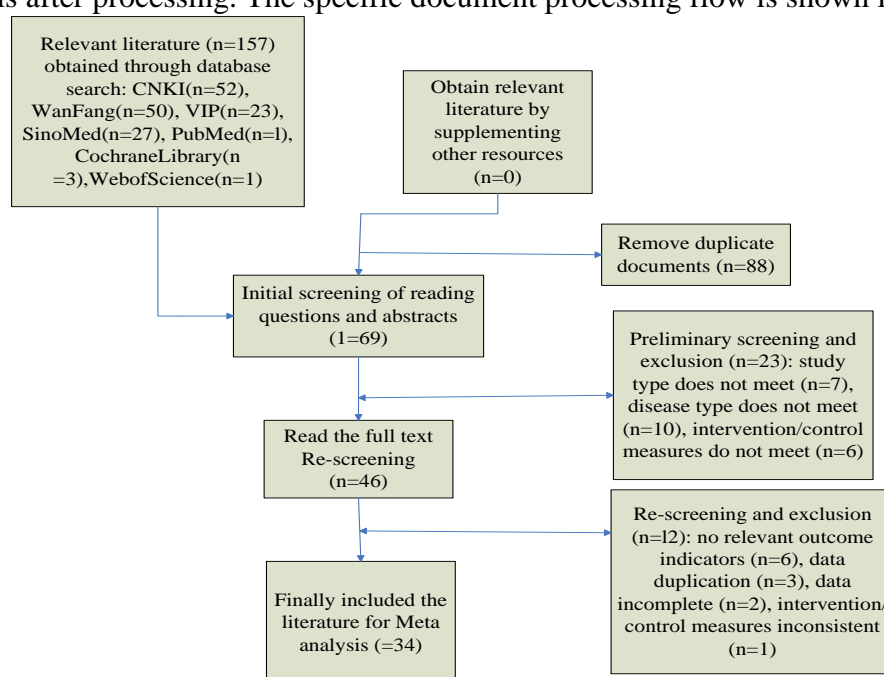 is after processing. The specific document processing flow is shown
Relevant literature (n=157)
obtained through database
search: CNKI(n=52),
WanFang(n=50), VIP(n=23),
SinoMed(n=27), PubMed(n=l),
CochraneLibrary(n
=3),WebofScience(n=1)
Obtain relevant
literature by
supplementing
other resources
(n=0)
Remove duplicate
documents (n=88)
Initial screening of reading
questions and abstracts
(1=69)
Preliminary screening and
exclusion (n=23): study
type does not meet (n=7),
disease type does not meet
(n=10), intervention/control
measures do not meet (n=6)
Read the full text
Re-screening
(n=46)
Re-screening and exclusion
(n=l2): no relevant outcome
indicators (n=6), data
duplication (n=3), data
incomplete (n=2), intervention/
control measures inconsistent
(n=1)
Finally included the
literature for Meta
analysis (=34)